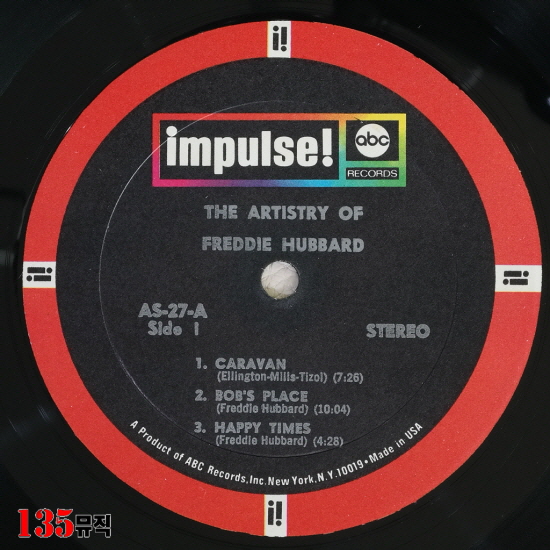 i!
impulse!
abc
RECORDS
THE ARTISTRY OF
FREDDIE HUBBARD
i!
i!
AS-27-A
Side 1
STEREO
1. CARAVAN
(Ellington-Mills-Tizol) (7:26)
2. BOB'S PLACE
(Freddie Hubbard) (10:04)
3. HAPPY TIMES
(Freddie Hubbard) (4:28)
A Product of ABC Records, Inc. New York, N.Y. 10019 • Made in USA
i!
135뮤직